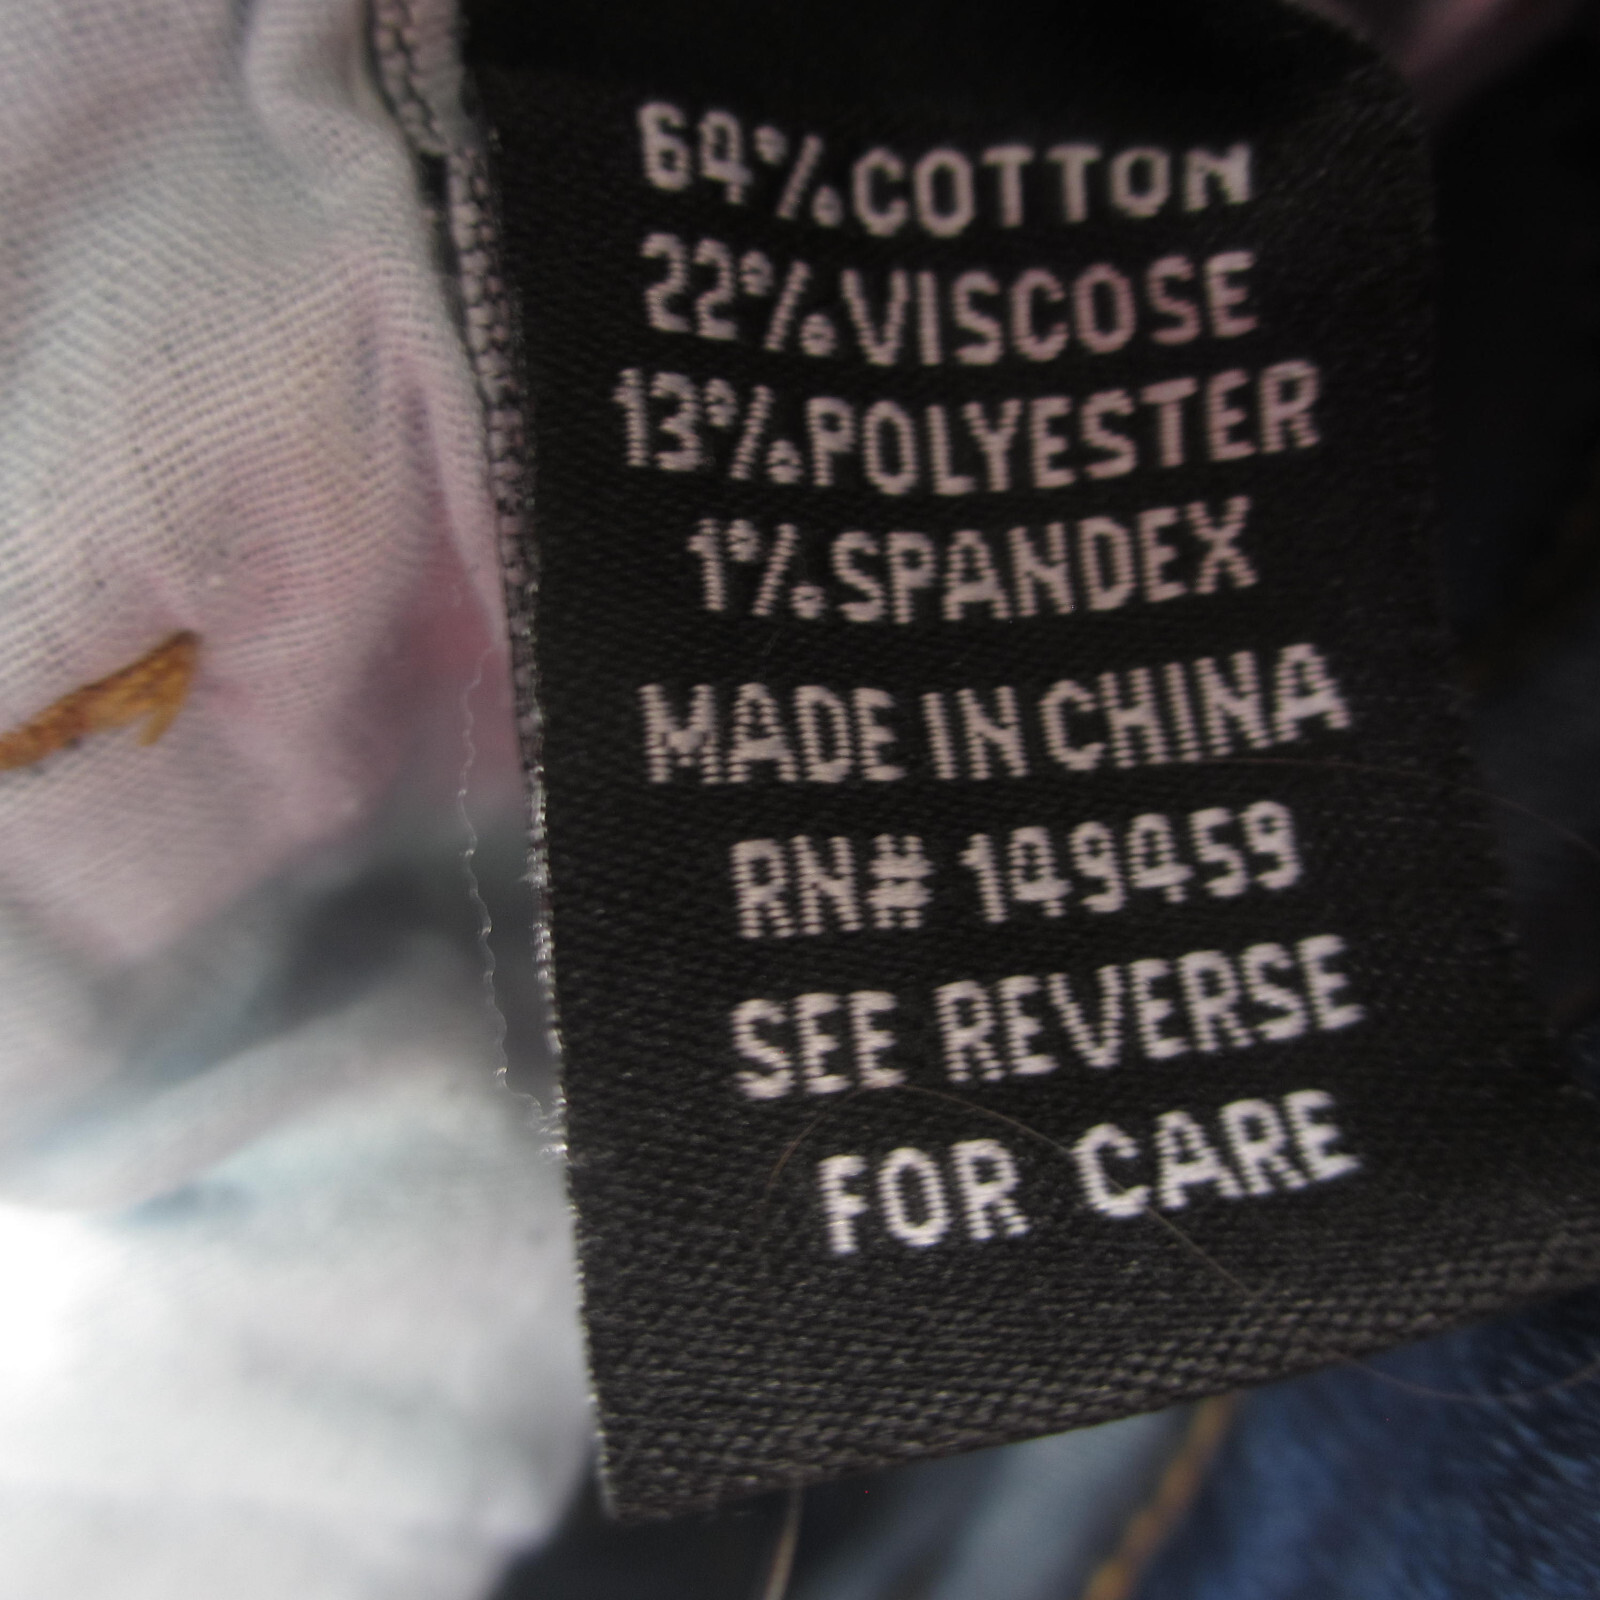 64%COTTON
22%VISCOSE
13%POLYESTER
1%SPANDEX
MADE IN CHINA
RN# 149459
SEE REVERSE
FOR CARE